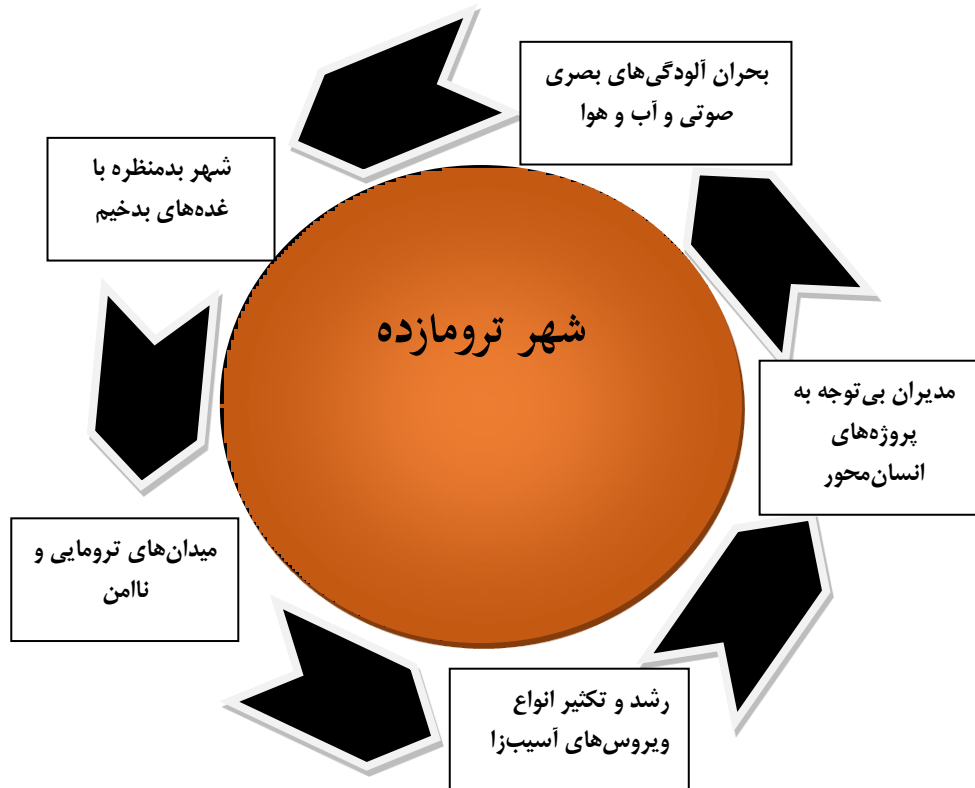 بحران آلودگی‌های بصری
صوتی و آب و هوا
شهر بدمنظره با
غده‌های بدخیم
شهر ترومازده
مدیران بی‌توجه به
پروژه‌های
انسان‌محور
میدان‌های ترومایی و
ناامن
رشد و تکثیر انواع
ویروس‌های آسیب‌زا